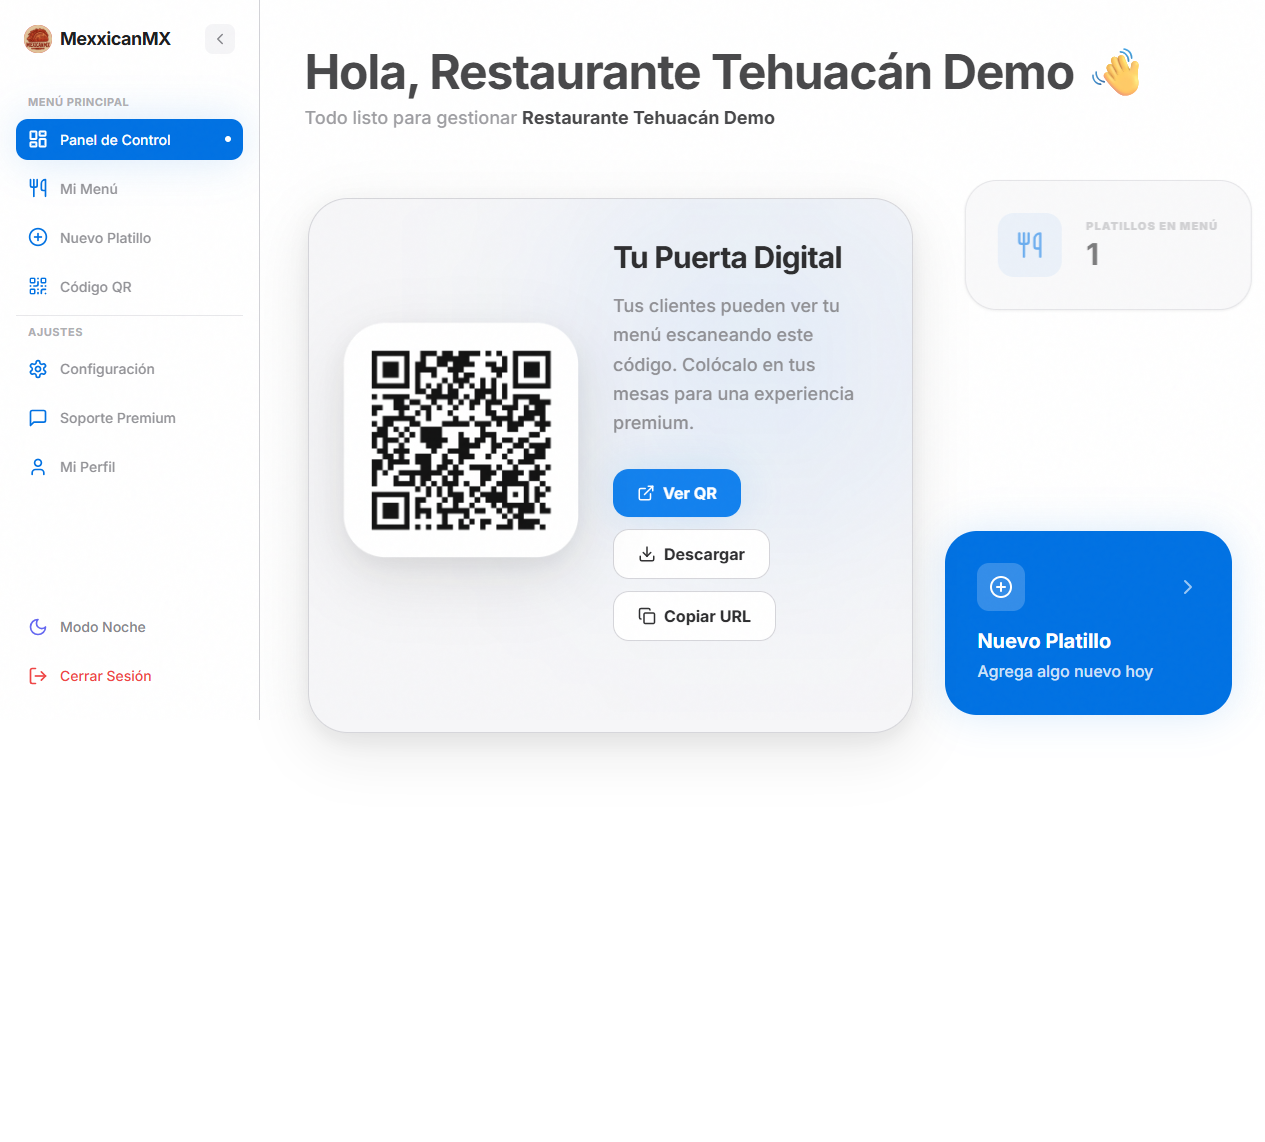 MexxicanMX
MENÚ PRINCIPAL
Panel de Control
Mi Menú
Nuevo Platillo
Código QR
AJUSTES
Configuración
Soporte Premium
Mi Perfil
Modo Noche
Cerrar Sesión
Hola, Restaurante Tehuacán Demo 👋
Todo listo para gestionar Restaurante Tehuacán Demo
Tu Puerta Digital
Tus clientes pueden ver tu
menú escaneando este
código. Colócalo en tus
mesas para una experiencia
premium.
Ver QR
Descargar
Copiar URL
PLATILLOS EN MENÚ
1
Nuevo Platillo
Agrega algo nuevo hoy